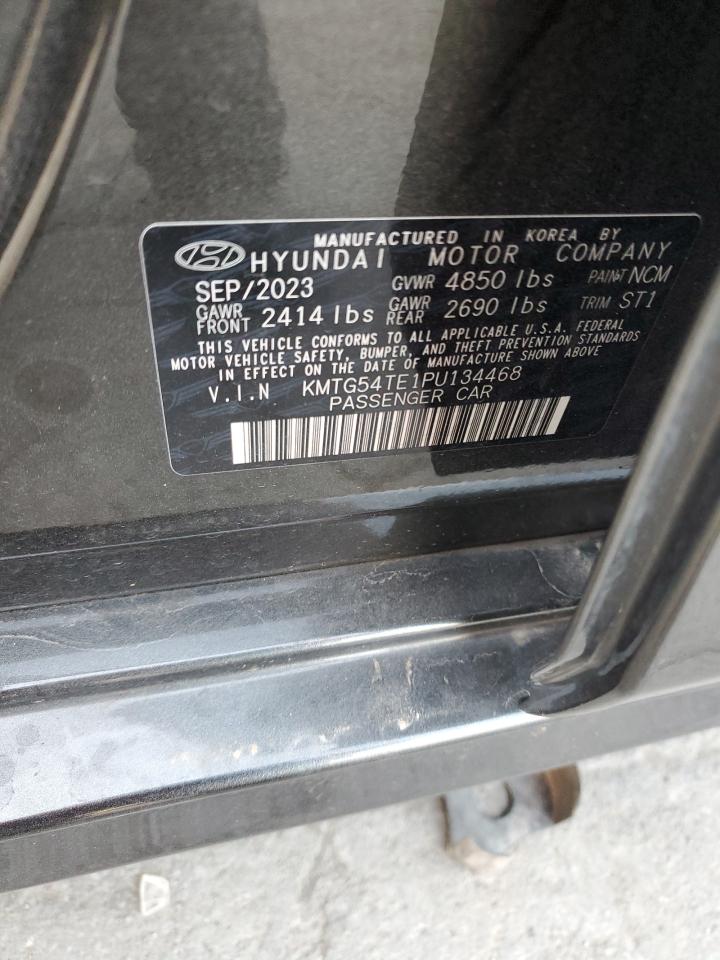 MANUFACTURED IN KOREA BY
HYUNDAI MOTOR COMPANY
SEP/2023 GVWR 4850 lbs PAINT NCM
GAWR FRONT 2414 lbs GAWR REAR 2690 lbs TRIM ST1
THIS VEHICLE CONFORMS TO ALL APPLICABLE U.S.A. FEDERAL
MOTOR VEHICLE SAFETY, BUMPER, AND THEFT PREVENTION STANDARDS
IN EFFECT ON THE DATE OF MANUFACTURE SHOWN ABOVE
V.I.N KMTG54TE1PU134468
PASSENGER CAR